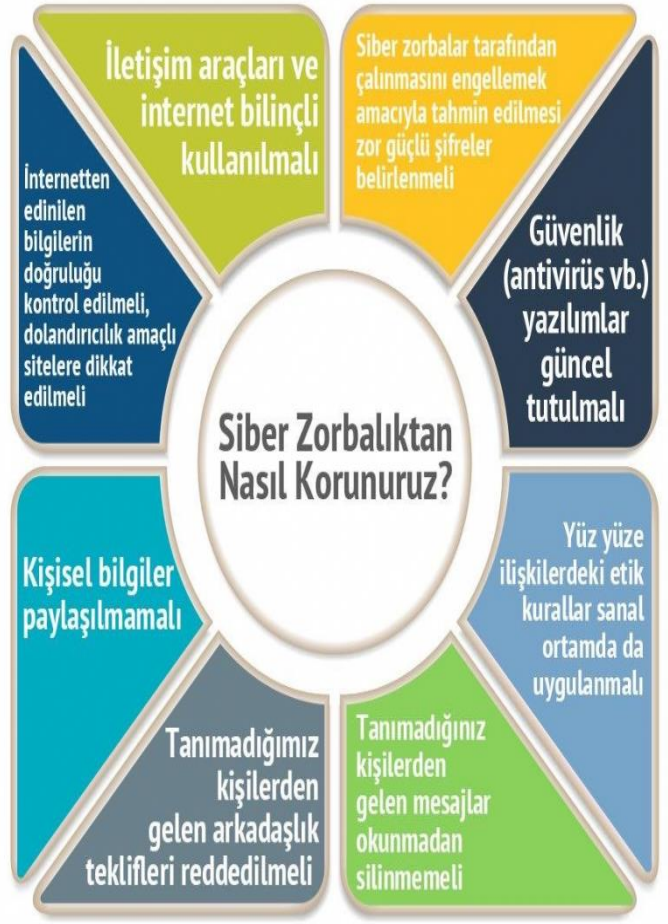 İletişim araçları ve
internet bilinçli
kullanılmalı
Siber zorbalar tarafından
çalınmasını engellemek
amacıyla tahmin edilmesi
zor güçlü şifreler
belirlenmeli
Güvenlik
(antivirüs vb.)
yazılımlar
güncel
tutulmalı
Yüz yüze
ilişkilerdeki etik
kurallar sanal
ortamda da
uygulanmalı
Tanımadığınız
kişilerden
gelen mesajlar
okunmadan
silinmemeli
Tanımadığımız
kişilerden
gelen arkadaşlık
teklifleri reddedilmeli
Kişisel bilgiler
paylaşılmamalı
İnternetten
edinilen
bilgilerin
doğruluğu
kontrol edilmeli,
dolandırıcılık amaçlı
sitelere dikkat
edilmeli
Siber Zorbalıktan
Nasıl Korunuruz?